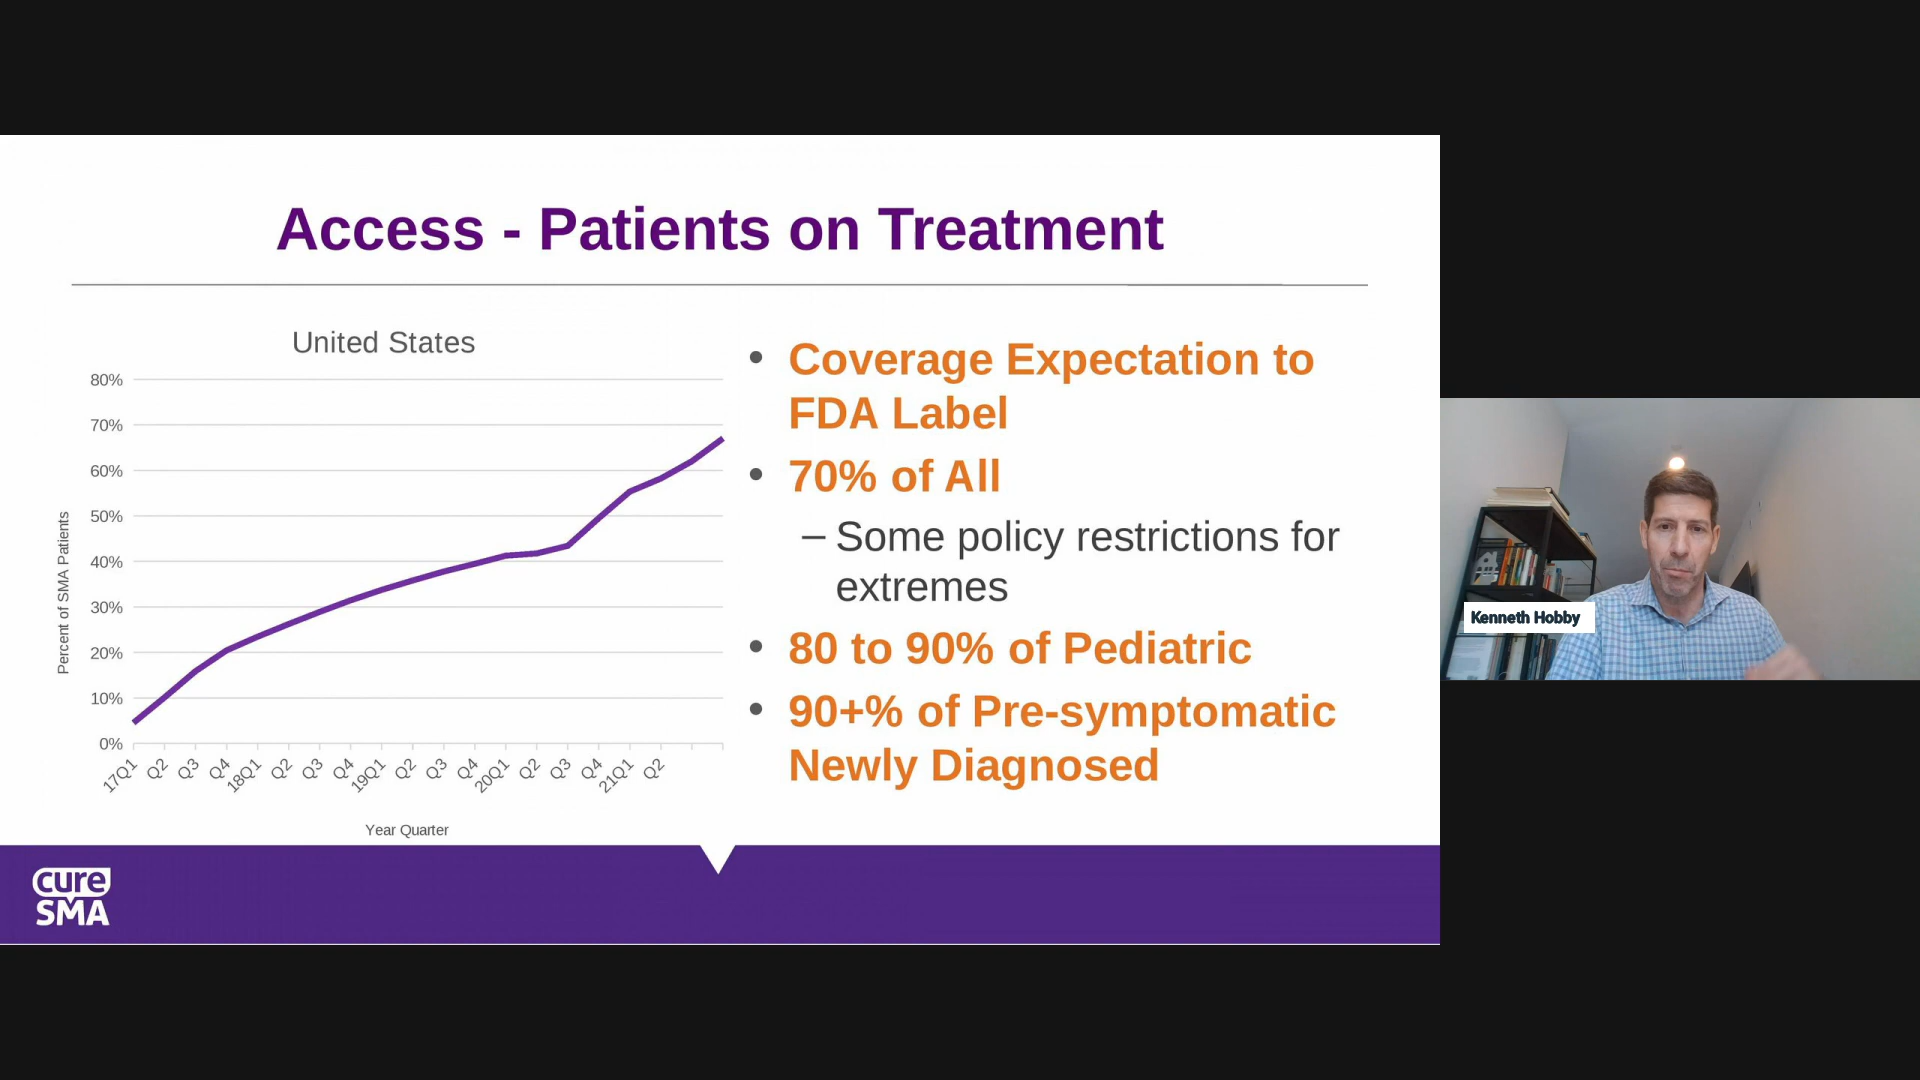 Access - Patients on Treatment
United States
80%
70%
60%
50%
40%
30%
20%
10%
0%
Percent of SMA Patients
17Q1 Q2 Q3 Q4 18Q1 Q2 Q3 Q4 19Q1 Q2 Q3 Q4 20Q1 Q2 Q3 Q4 21Q1 Q2
Year Quarter
• Coverage Expectation to
FDA Label
• 70% of All
– Some policy restrictions for
extremes
• 80 to 90% of Pediatric
• 90+% of Pre-symptomatic
Newly Diagnosed
cure
SMA
Kenneth Hobby